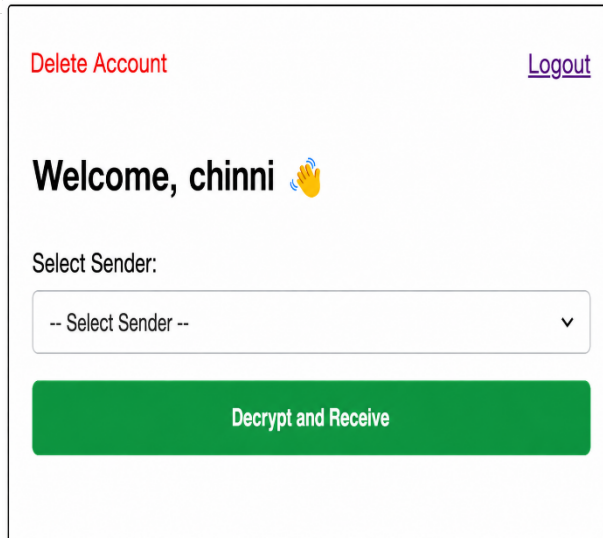 Delete Account
Logout
Welcome, chinni 👋
Select Sender:
-- Select Sender --
Decrypt and Receive